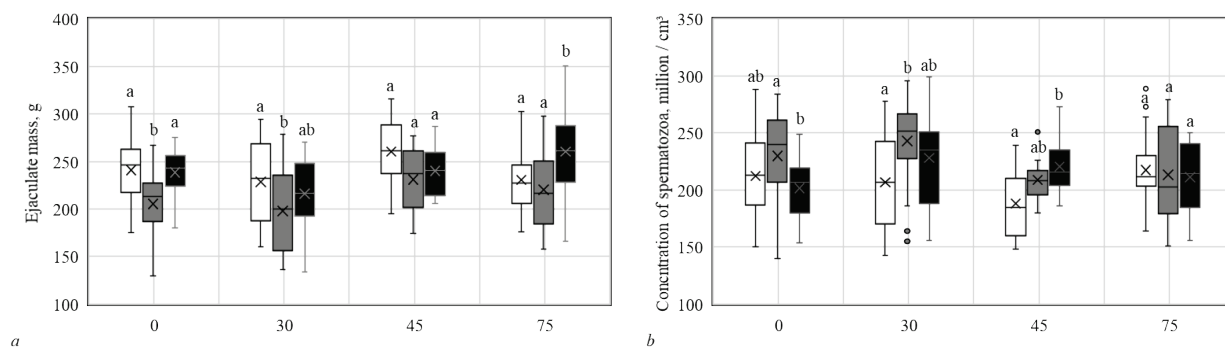 400
350
300
250
200
150
100
Ejaculate mass, g
a b a
a b ab
a a a
a a b
0 30 45 75
a
350
300
250
200
150
100
Concntration of spermatozoa, million / cm³
ab a b
a b ab
a ab b
a a a
0 30 45 75
b